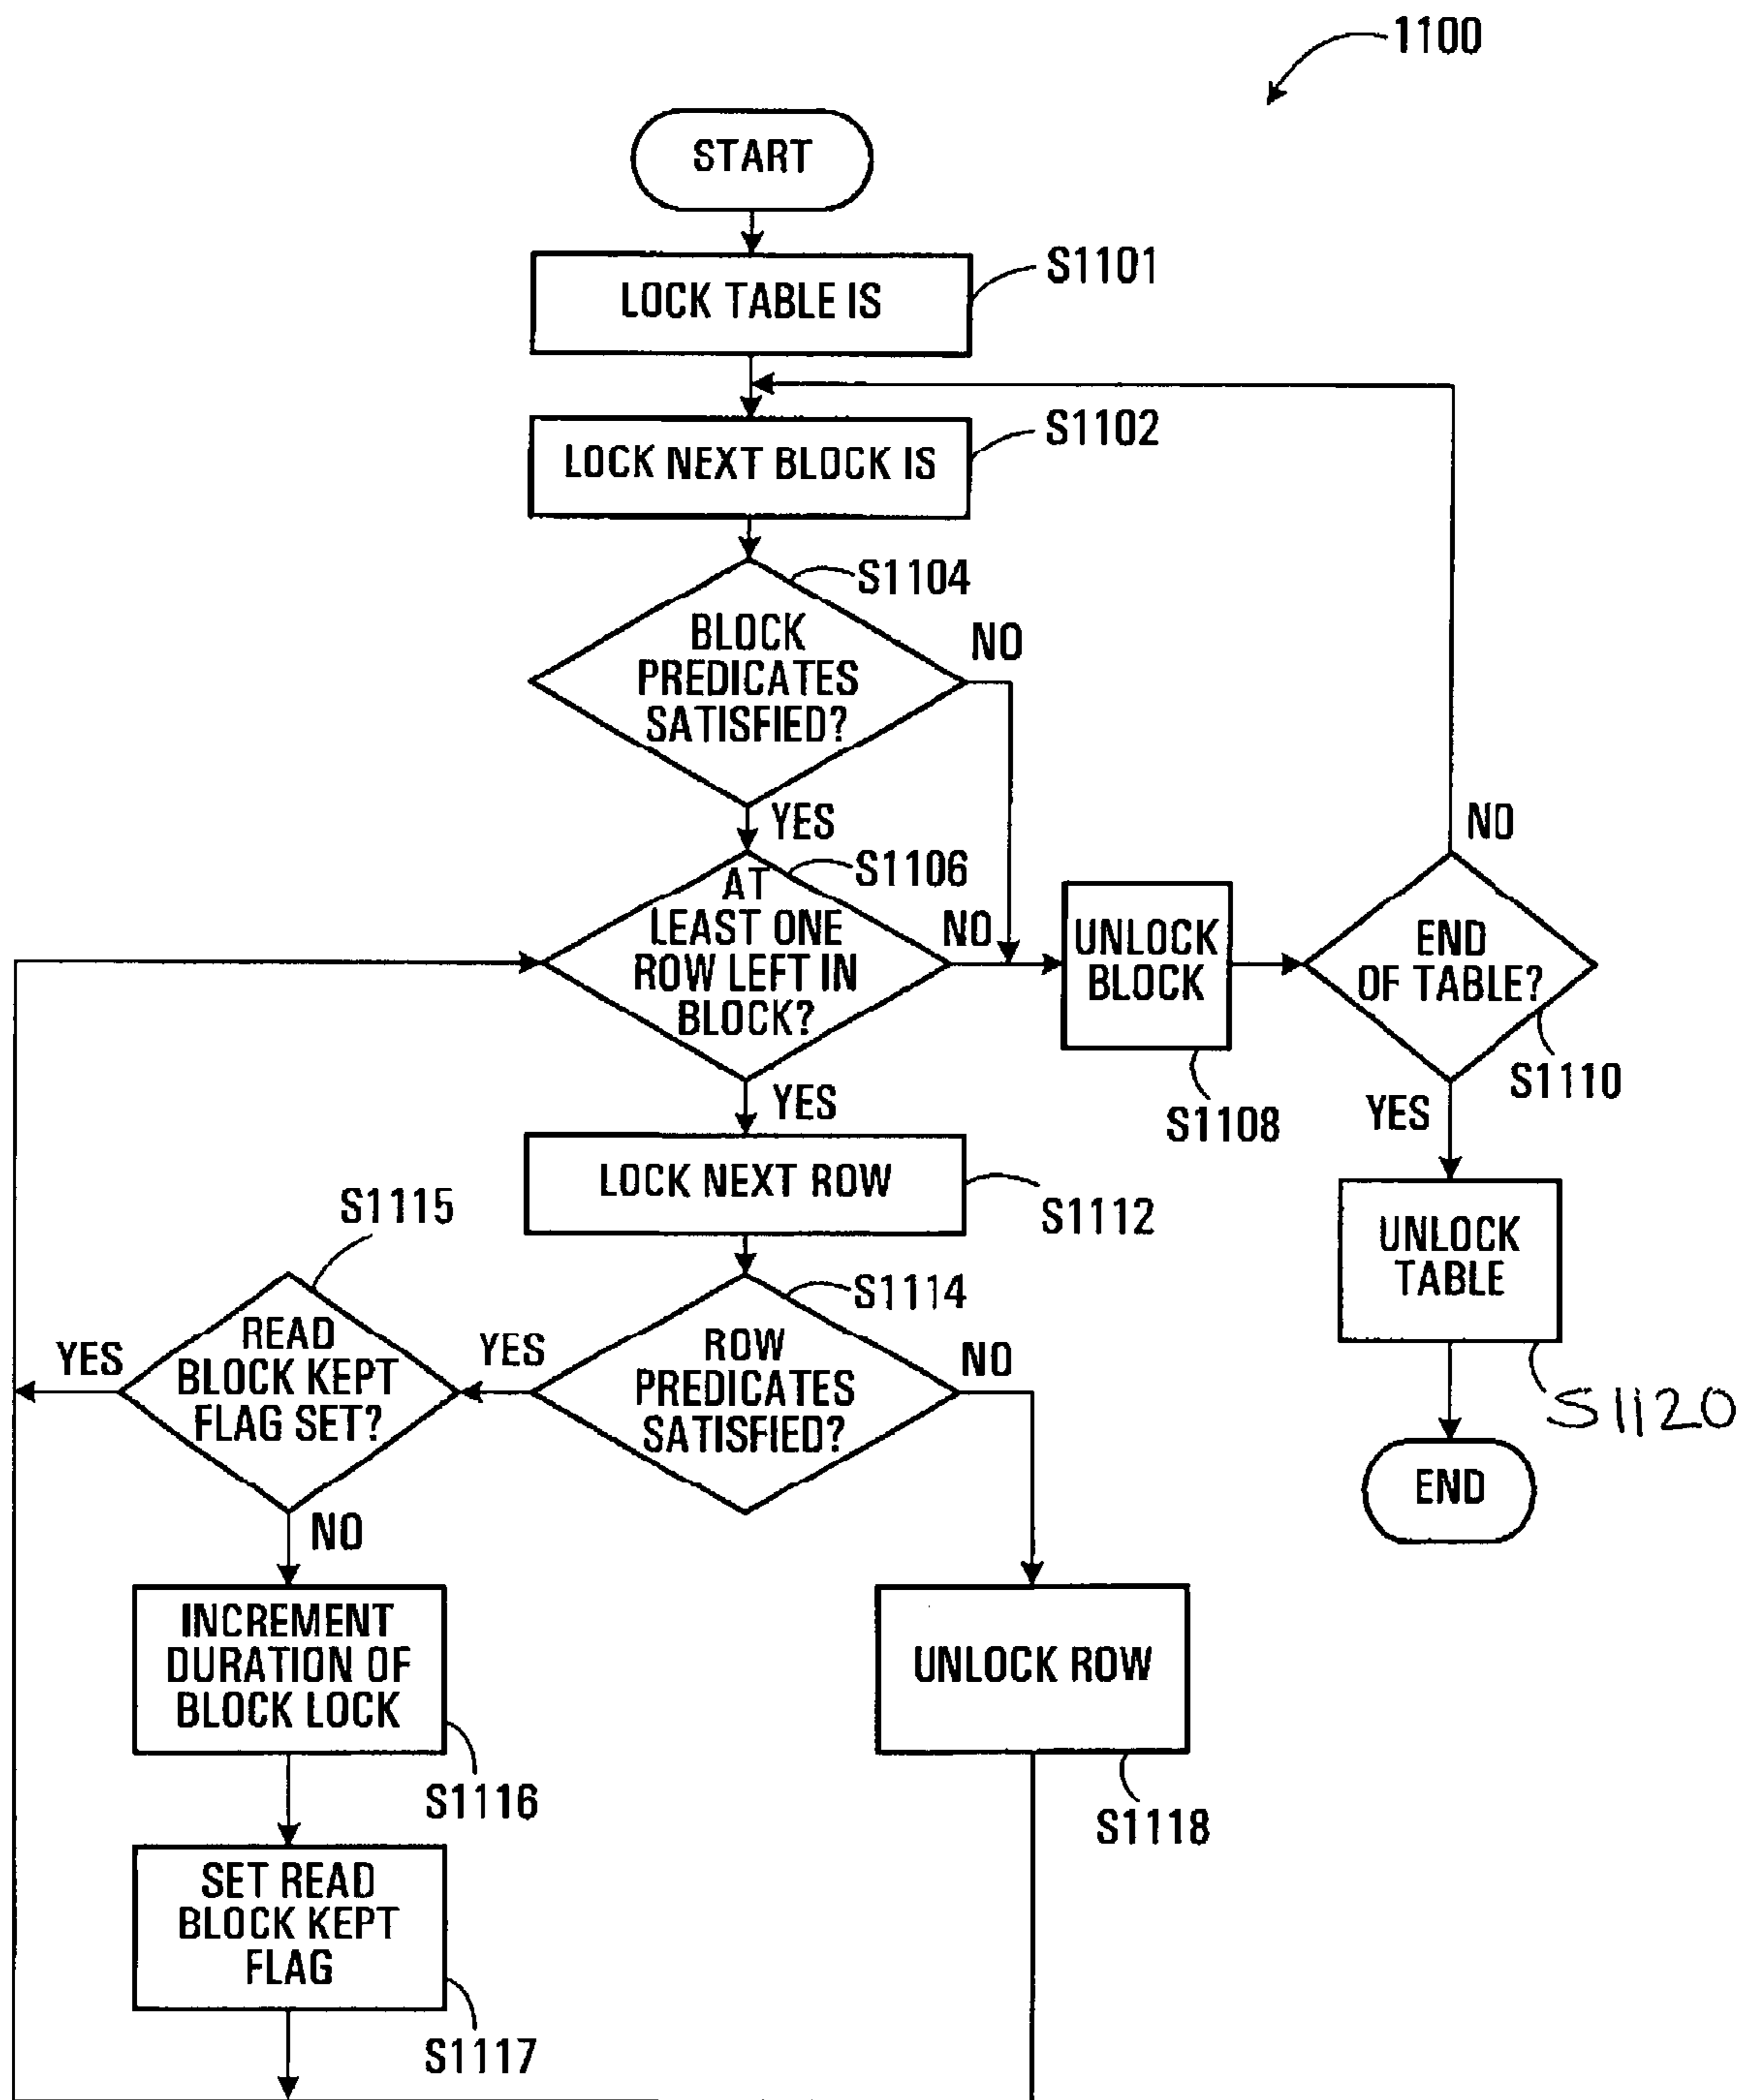 1100
START
LOCK TABLE IS
S1101
LOCK NEXT BLOCK IS
S1102
S1104
BLOCK
PREDICATES
SATISFIED?
NO
YES
S1106
AT
LEAST ONE
ROW LEFT IN
BLOCK?
NO
UNLOCK
BLOCK
S1108
NO
END
OF TABLE?
S1110
YES
YES
LOCK NEXT ROW
S1112
UNLOCK
TABLE
S1120
END
S1115
READ
BLOCK KEPT
FLAG SET?
YES
YES
S1114
ROW
PREDICATES
SATISFIED?
NO
NO
INCREMENT
DURATION OF
BLOCK LOCK
S1116
UNLOCK ROW
S1118
SET READ
BLOCK KEPT
FLAG
S1117